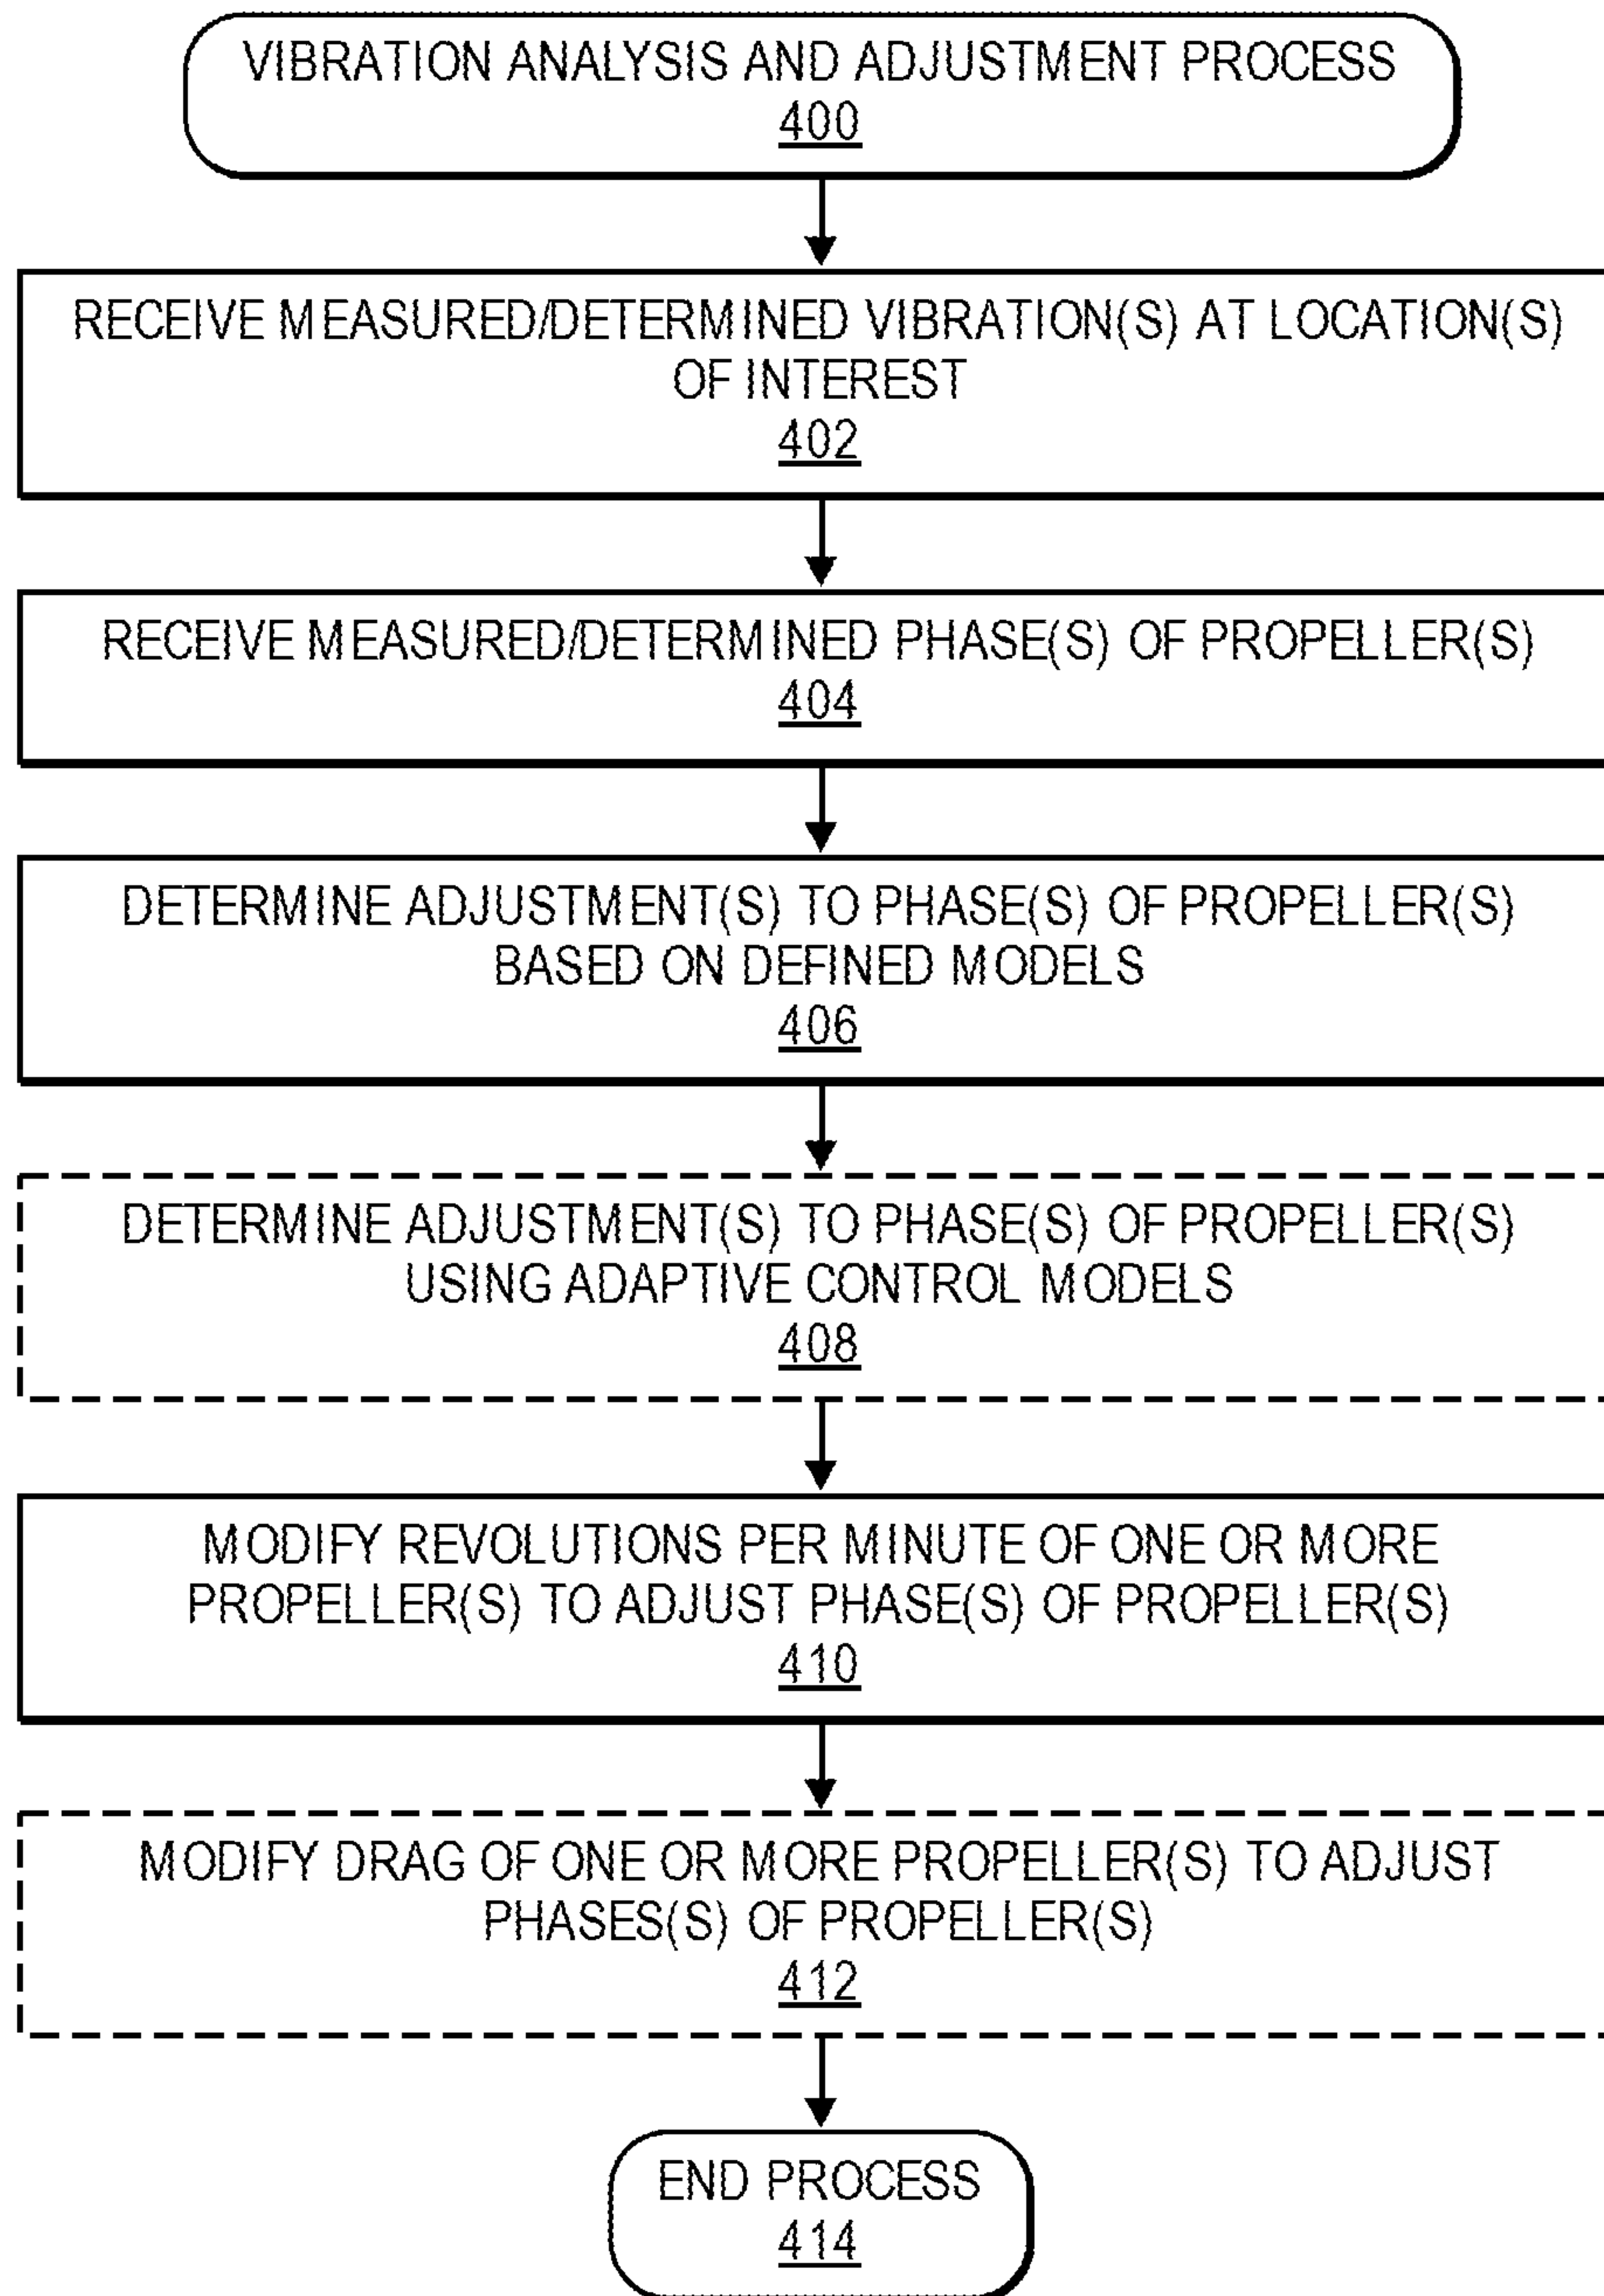 VIBRATION ANALYSIS AND ADJUSTMENT PROCESS
400
RECEIVE MEASURED/DETERMINED VIBRATION(S) AT LOCATION(S)
OF INTEREST
402
RECEIVE MEASURED/DETERMINED PHASE(S) OF PROPELLER(S)
404
DETERMINE ADJUSTMENT(S) TO PHASE(S) OF PROPELLER(S)
BASED ON DEFINED MODELS
406
DETERMINE ADJUSTMENT(S) TO PHASE(S) OF PROPELLER(S)
USING ADAPTIVE CONTROL MODELS
408
MODIFY REVOLUTIONS PER MINUTE OF ONE OR MORE
PROPELLER(S) TO ADJUST PHASE(S) OF PROPELLER(S)
410
MODIFY DRAG OF ONE OR MORE PROPELLER(S) TO ADJUST
PHASES(S) OF PROPELLER(S)
412
END PROCESS
414